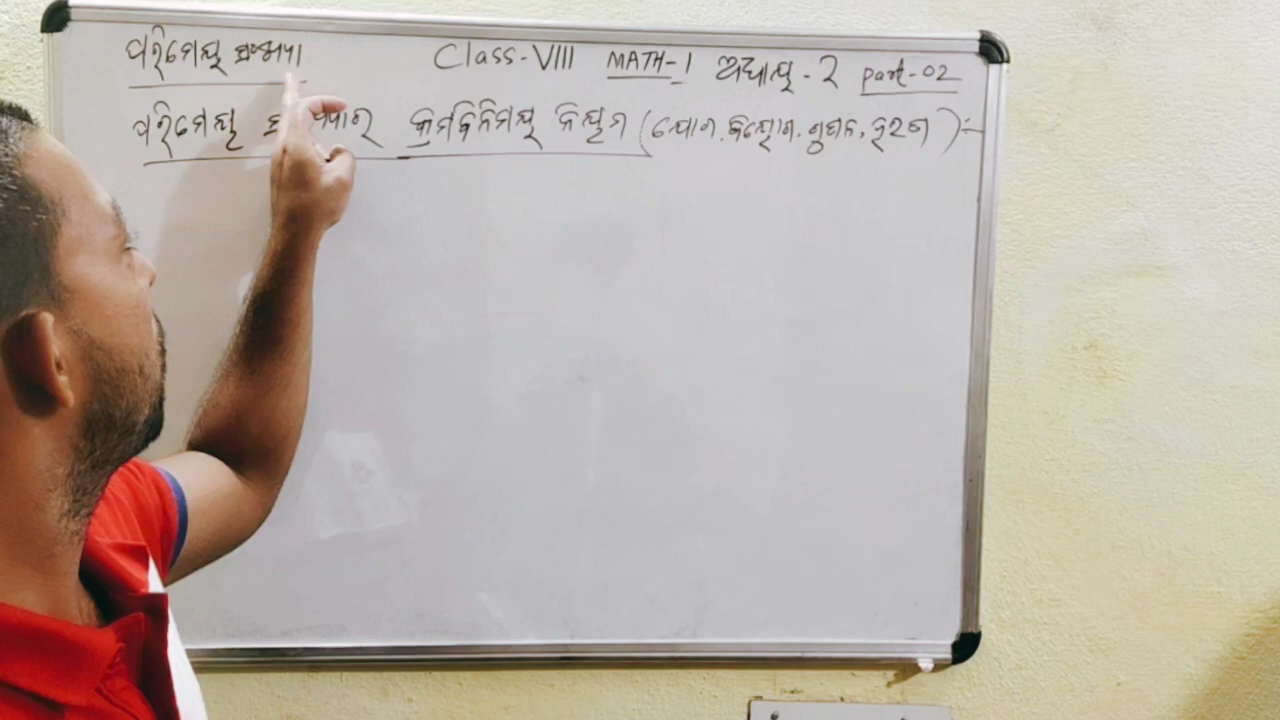 ପରିମେୟ ସଂଖ୍ୟା Class-VIII MATH-1 ଅଧାୟ-2 part-02
ପରିମେୟ କ୍ରମବିନିମୟ ନିୟମ (ଯୋଗ, ବିୟୋଗ, ଗୁଣନ, ହରଣ):-